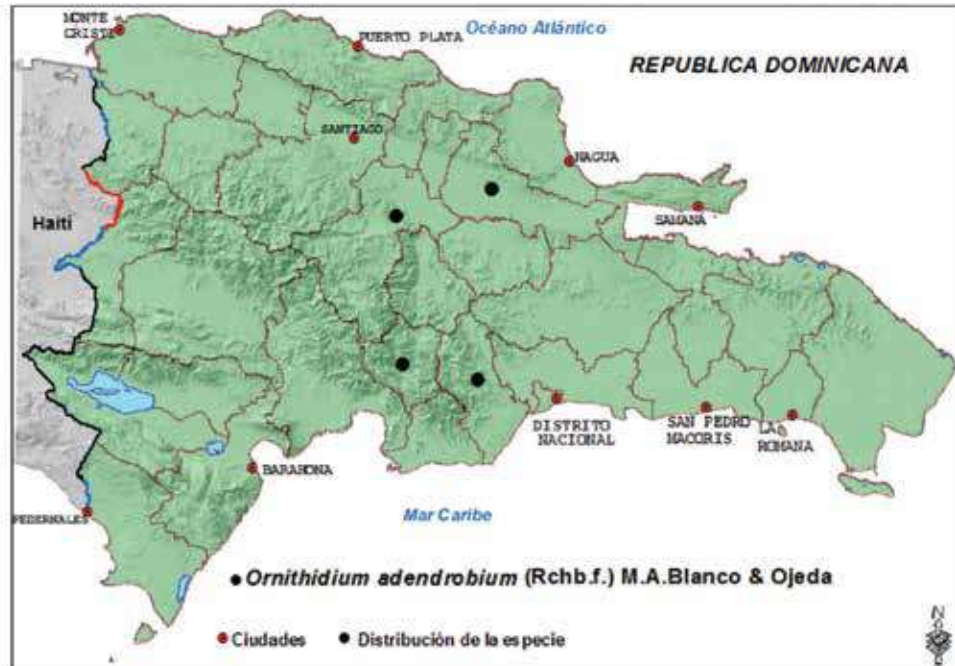 MONTE
CRISTI
PUERTO PLATA
Océano Atlántico
REPUBLICA DOMINICANA
SANTIAGO
NAGUA
SAMANA
Haití
DISTRITO
NACIONAL
SAN PEDRO
MACORIS
LA
ROMANA
BARAHONA
PEDERNALES
Mar Caribe
Ornithidium adendrobium (Rchb.f.) M.A.Blanco & Ojeda
Ciudades
Distribución de la especie
N